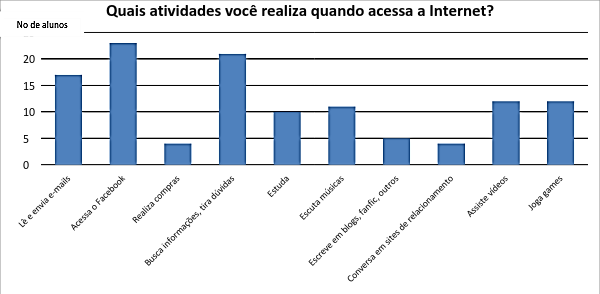 Quais atividades você realiza quando acessa a Internet?
No de alunos
20
15
10
5
0
Lê e envia e-mails
Acessa o Facebook
Realiza compras
Busca informações, tira dúvidas
Estuda
Escuta músicas
Escreve em blogs, fanfic, outros
Conversa em sites de relacionamento
Assiste vídeos
Joga games